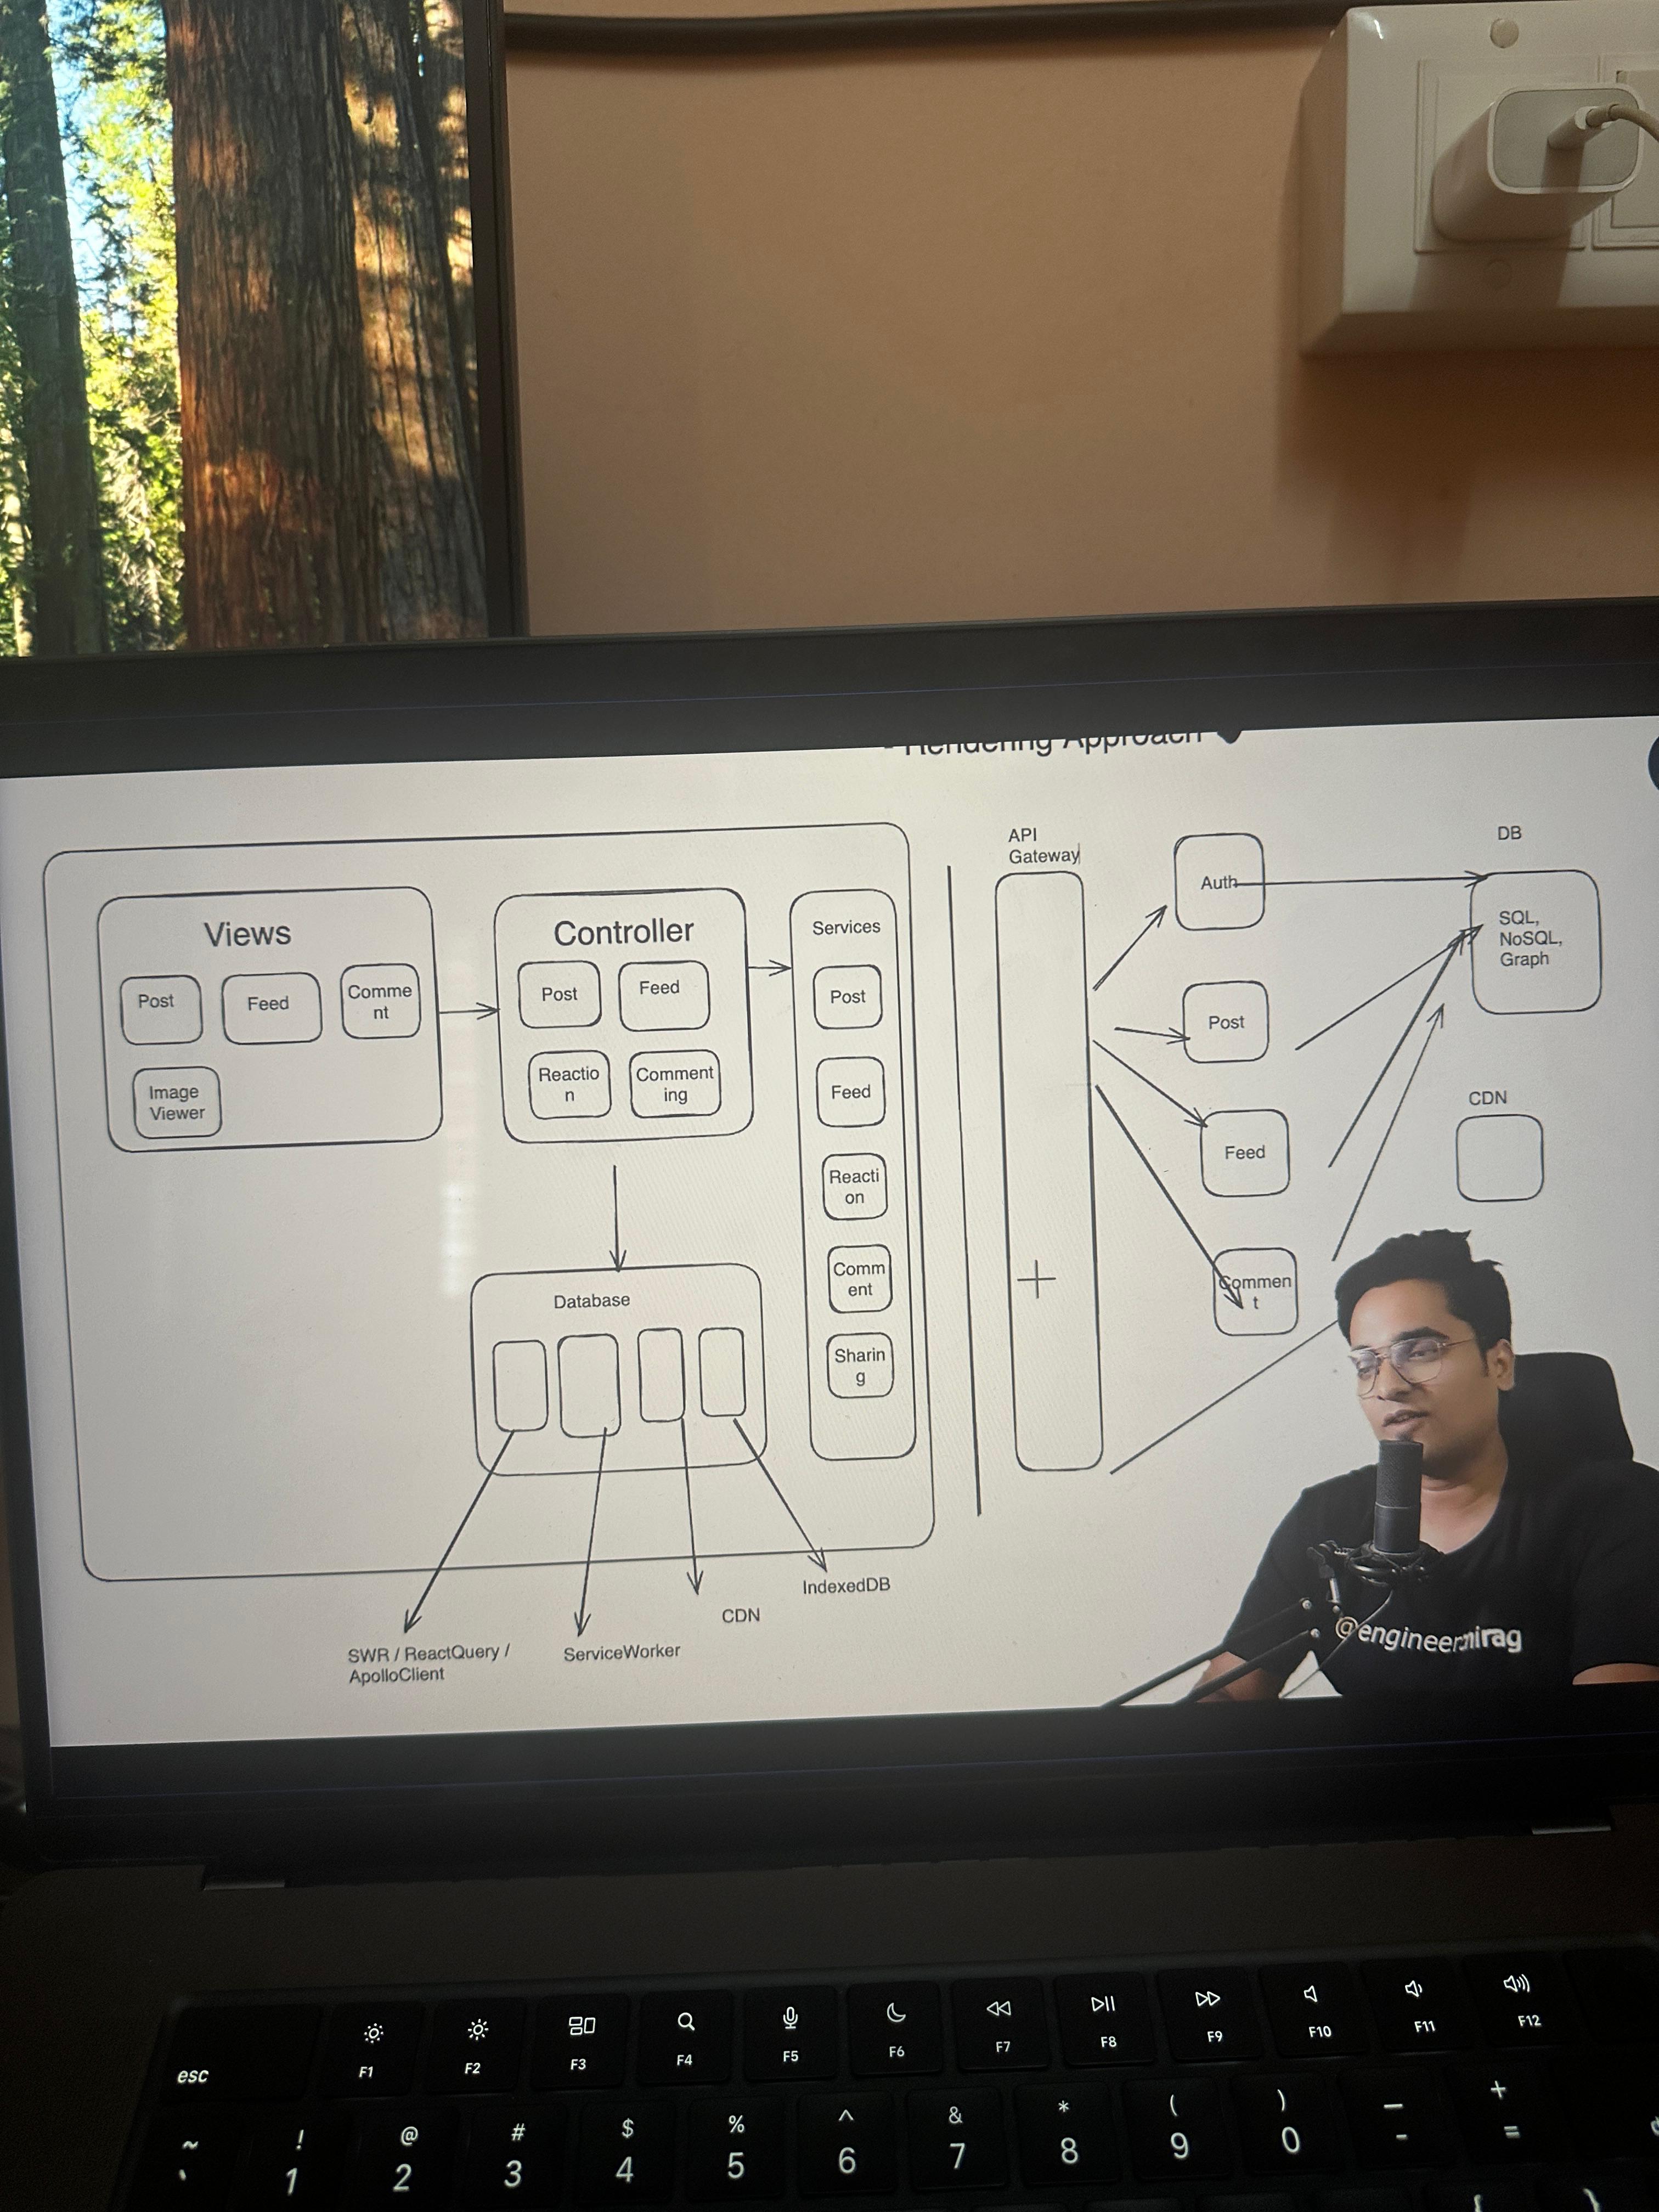 - Rendering Approach
API
Gateway
DB
Views
Post
Feed
Comme
nt
Image
Viewer
Controller
Post
Feed
Reactio
n
Comment
ing
Services
Post
Feed
Reacti
on
Comm
ent
Sharin
g
Database
SWR / ReactQuery /
ApolloClient
ServiceWorker
CDN
IndexedDB
Auth
Post
Feed
Commen
t
SQL,
NoSQL,
Graph
CDN
esc
F1
F2
F3
F4
F5
F6
F7
F8
F9
F10
F11
F12
~ ! @ # $ % ^ & * ( ) — +
` 1 2 3 4 5 6 7 8 9 0 - =
{ }